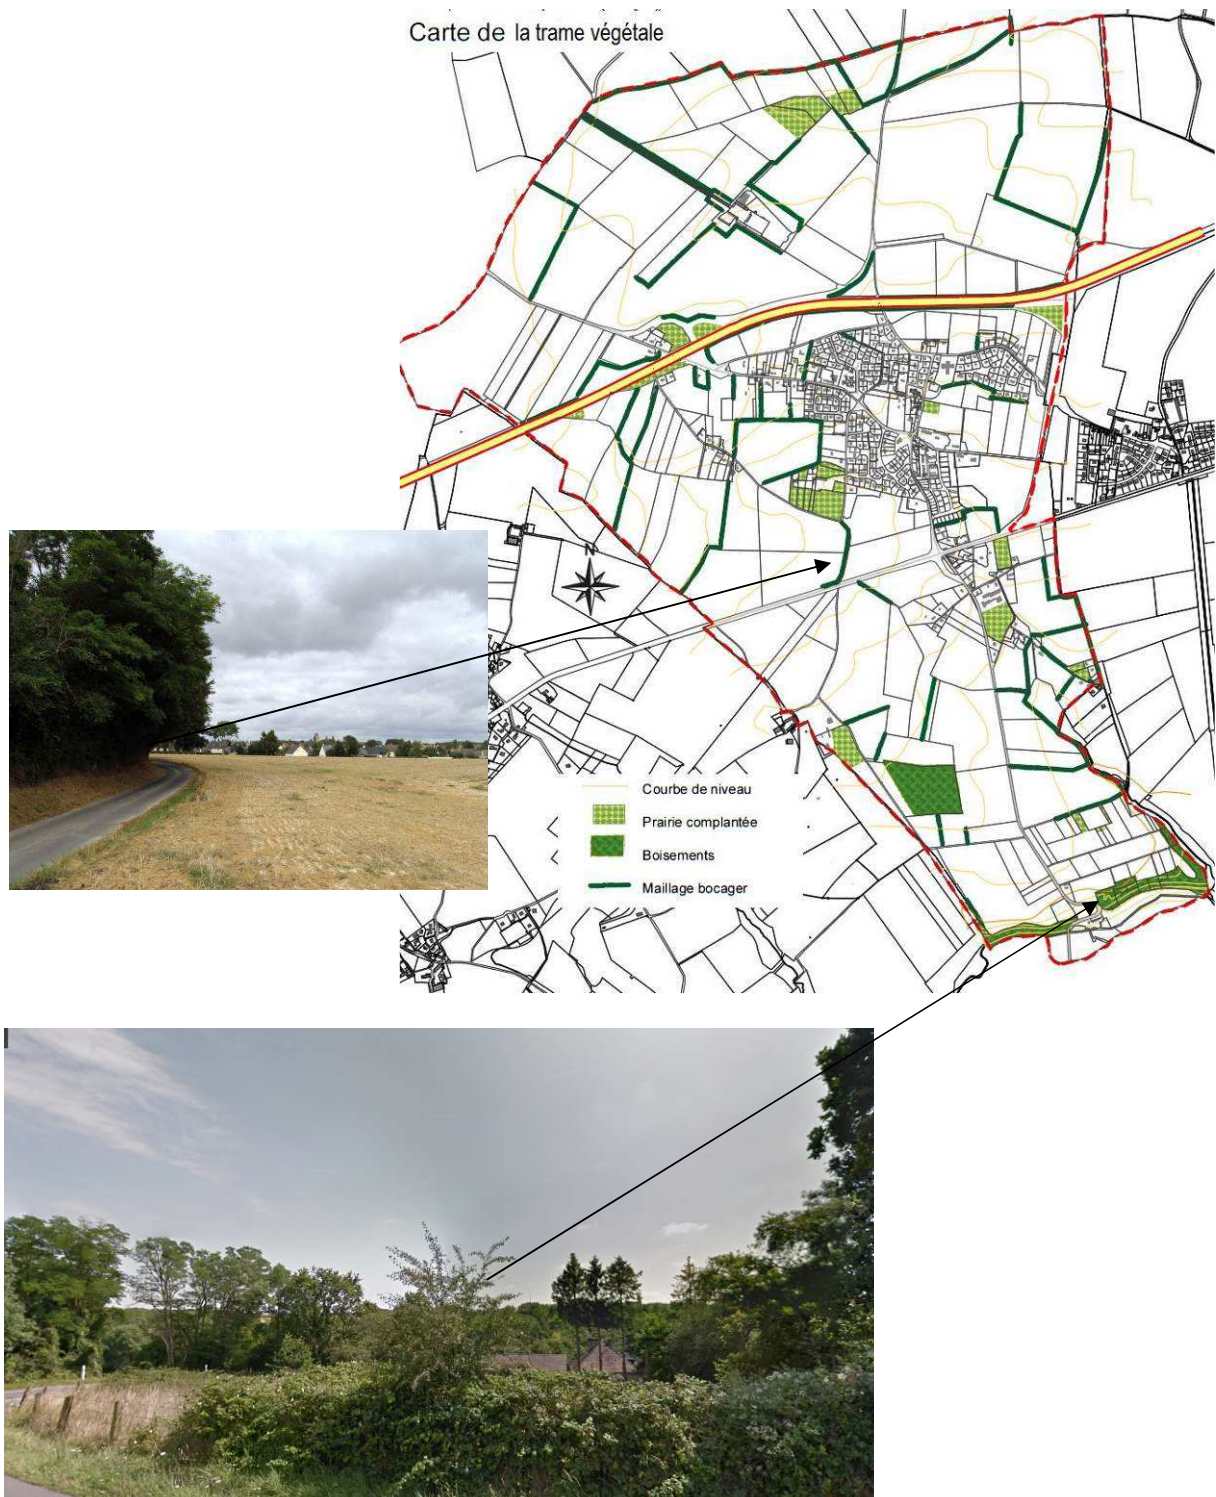 Carte de la trame végétale
N
Courbe de niveau
Prairie complantée
Boisements
Maillage bocager